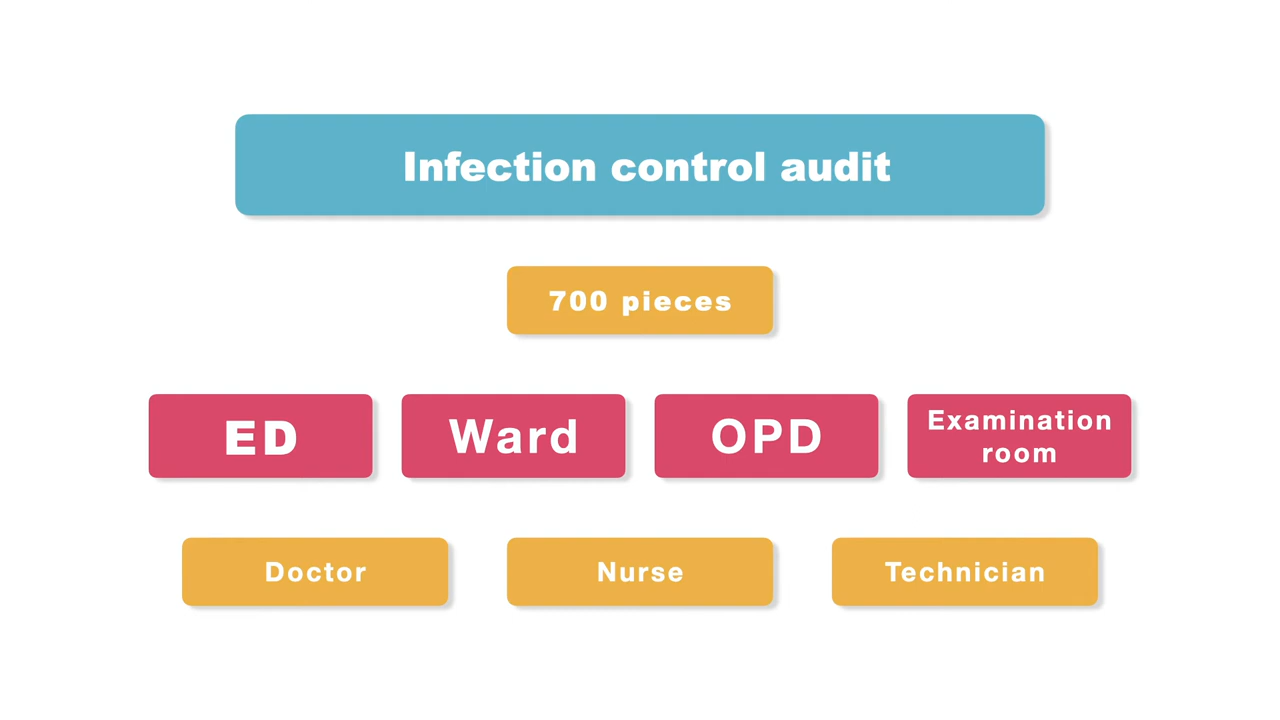 Infection control audit
700 pieces
ED
Ward
OPD
Examination
room
Doctor
Nurse
Technician